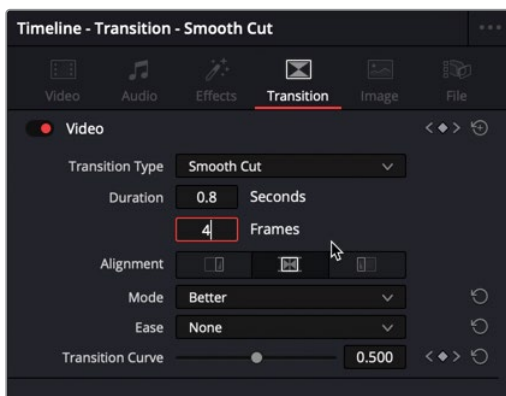 Timeline - Transition - Smooth Cut
Video Audio Effects Transition Image File
Video
Transition Type Smooth Cut
Duration 0.8 Seconds
4 Frames
Alignment
Mode Better
Ease None
Transition Curve 0.500